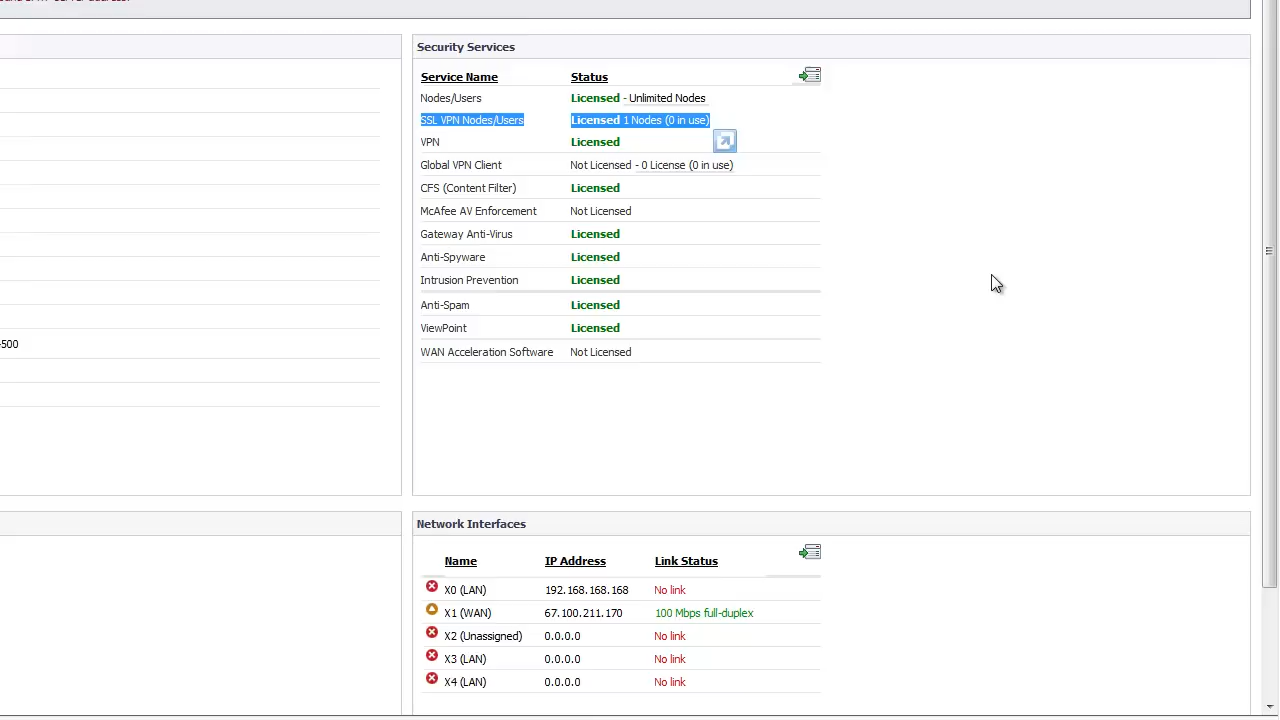 Security Services
Service Name Status
Nodes/Users Licensed - Unlimited Nodes
SSL VPN Nodes/Users Licensed 1 Nodes (0 in use)
VPN Licensed
Global VPN Client Not Licensed - 0 License (0 in use)
CFS (Content Filter) Licensed
McAfee AV Enforcement Not Licensed
Gateway Anti-Virus Licensed
Anti-Spyware Licensed
Intrusion Prevention Licensed
Anti-Spam Licensed
-500
ViewPoint Licensed
WAN Acceleration Software Not Licensed
Network Interfaces
Name IP Address Link Status
X0 (LAN) 192.168.168.168 No link
X1 (WAN) 67.100.211.170 100 Mbps full-duplex
X2 (Unassigned) 0.0.0.0 No link
X3 (LAN) 0.0.0.0 No link
X4 (LAN) 0.0.0.0 No link